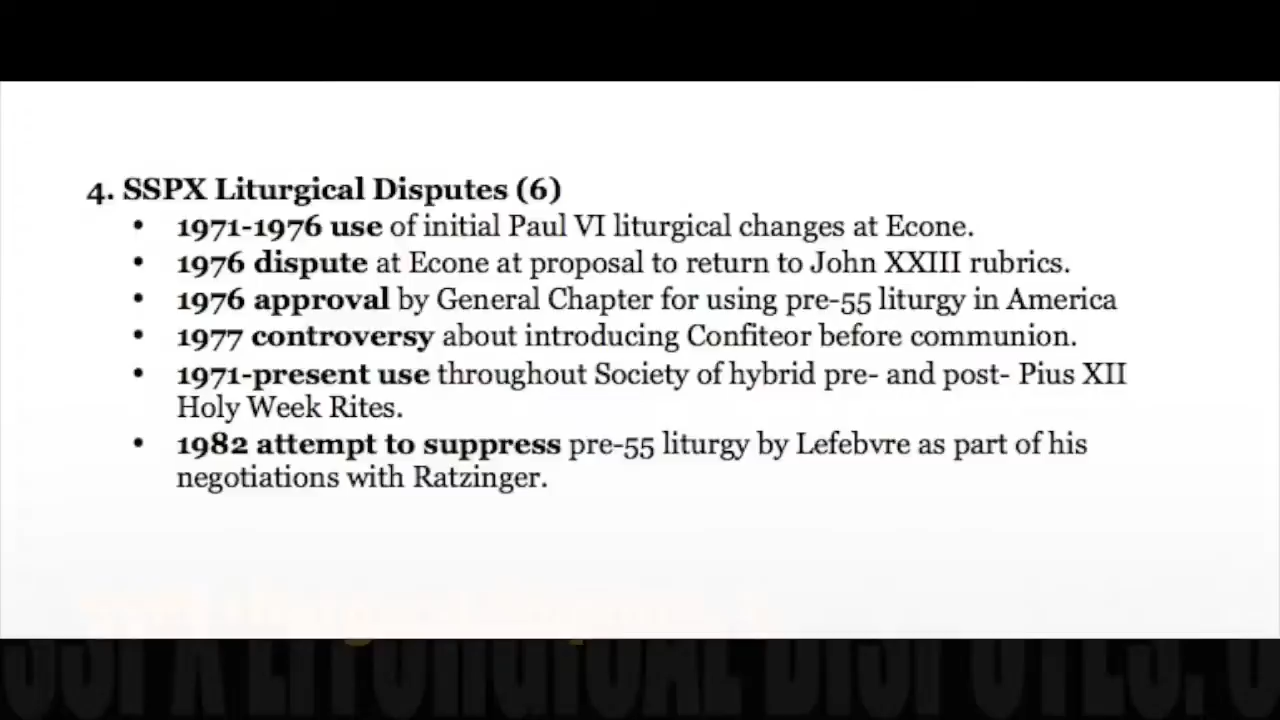 4. SSPX Liturgical Disputes (6)
• 1971-1976 use of initial Paul VI liturgical changes at Econe.
• 1976 dispute at Econe at proposal to return to John XXIII rubrics.
• 1976 approval by General Chapter for using pre-55 liturgy in America
• 1977 controversy about introducing Confiteor before communion.
• 1971-present use throughout Society of hybrid pre- and post- Pius XII
Holy Week Rites.
• 1982 attempt to suppress pre-55 liturgy by Lefebvre as part of his
negotiations with Ratzinger.
SSPX LITURGICAL DISPUTES.